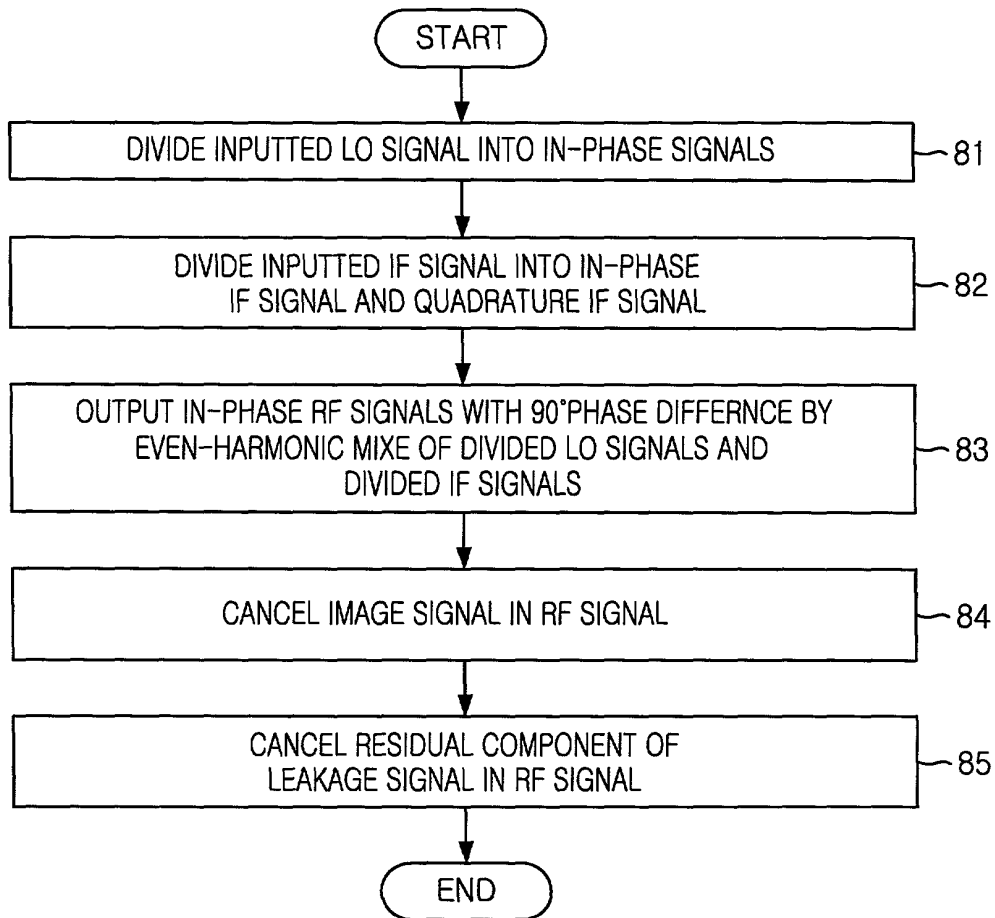 START
DIVIDE INPUTTED LO SIGNAL INTO IN-PHASE SIGNALS
81
DIVIDE INPUTTED IF SIGNAL INTO IN-PHASE
IF SIGNAL AND QUADRATURE IF SIGNAL
82
OUTPUT IN-PHASE RF SIGNALS WITH 90°PHASE DIFFERNCE BY
EVEN-HARMONIC MIXE OF DIVIDED LO SIGNALS AND
DIVIDED IF SIGNALS
83
CANCEL IMAGE SIGNAL IN RF SIGNAL
84
CANCEL RESIDUAL COMPONENT OF
LEAKAGE SIGNAL IN RF SIGNAL
85
END